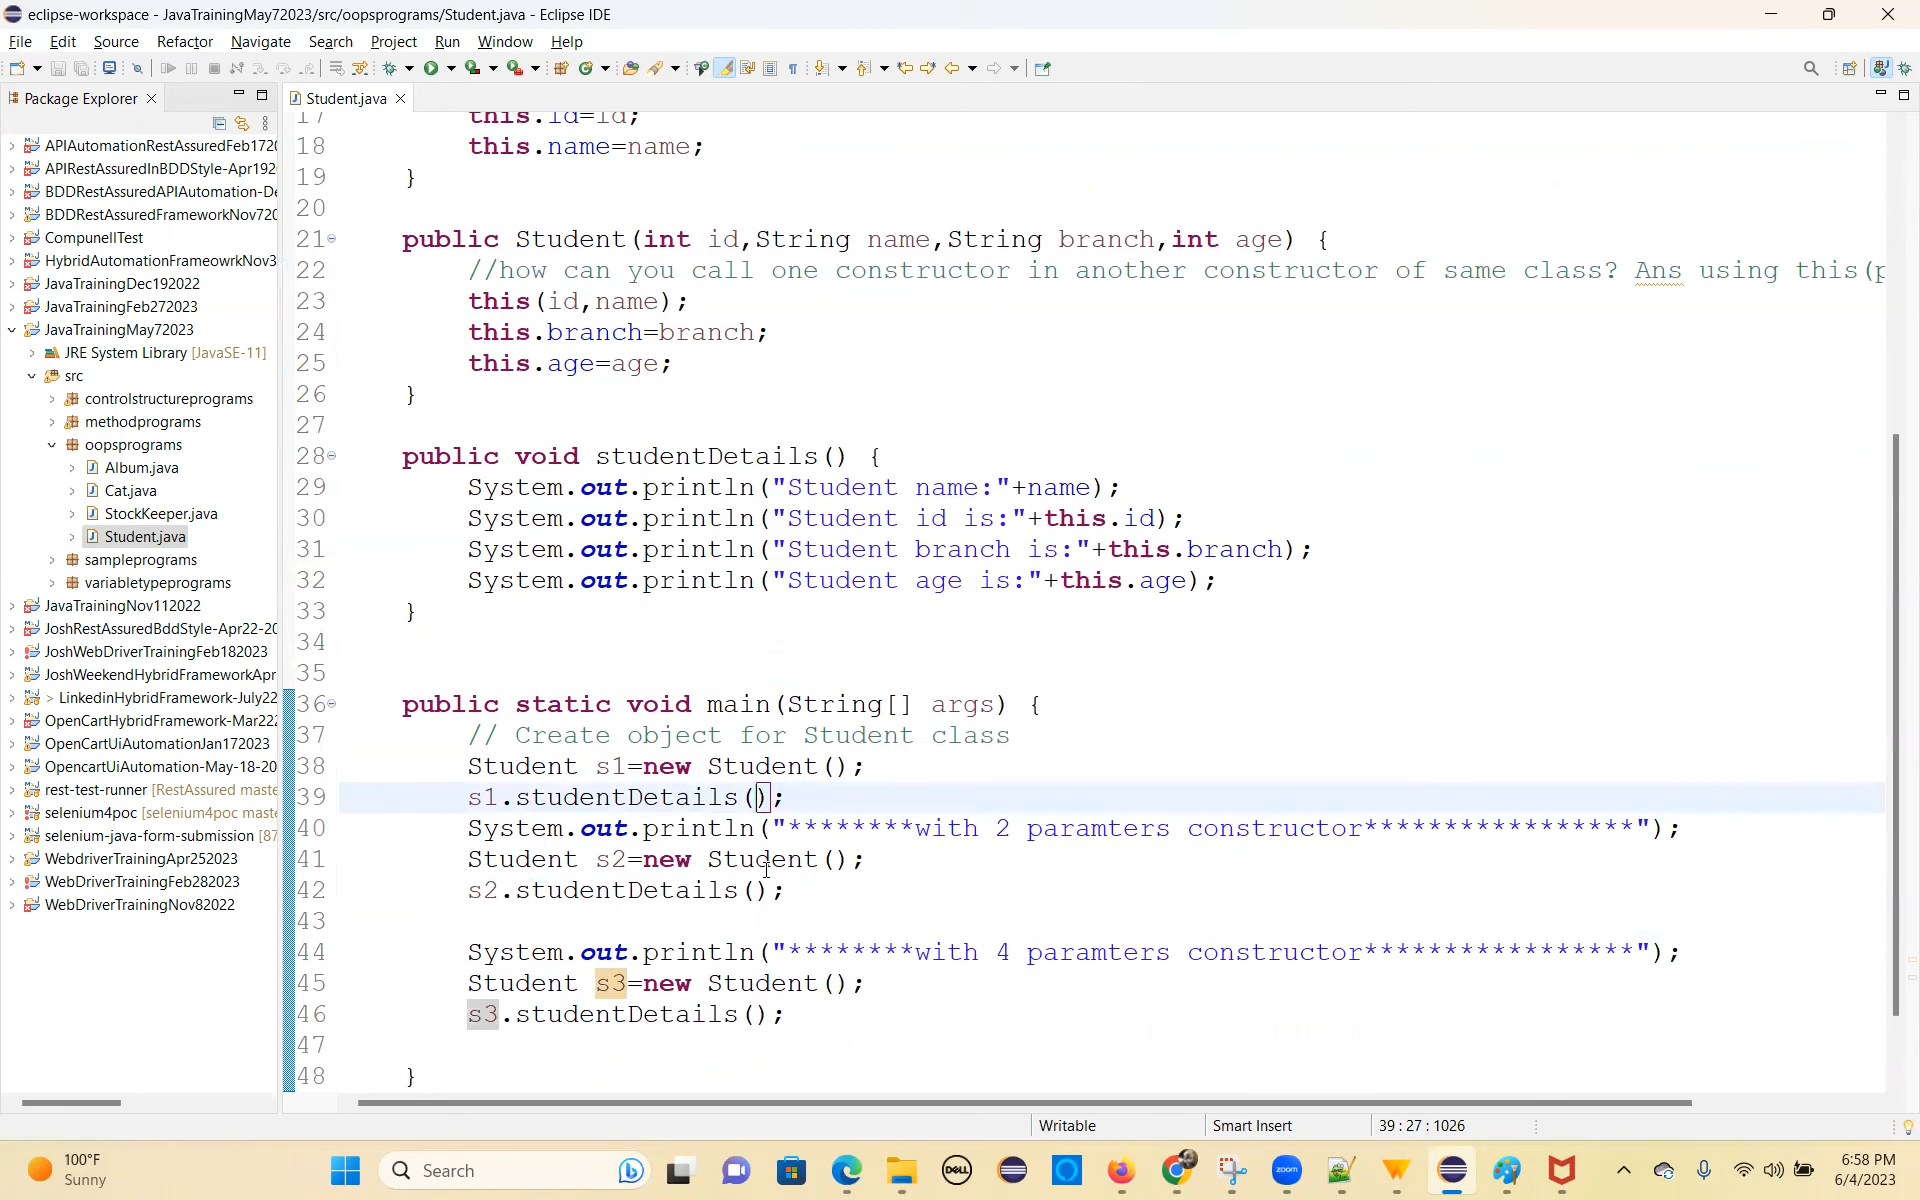 eclipse-workspace - JavaTrainingMay72023/src/oopsprograms/Student.java - Eclipse IDE
File Edit Source Refactor Navigate Search Project Run Window Help
Package Explorer
Student.java
APIAutomationRestAssuredFeb172
APIRestAssuredInBDDStyle-Apr192
BDDRestAssuredAPIAutomation-De
BDDRestAssuredFrameworkNov720
CompunellTest
HybridAutomationFrameowrkNov3
JavaTrainingDec192022
JavaTrainingFeb272023
JavaTrainingMay72023
JRE System Library [JavaSE-11]
src
controlstructureprograms
methodprograms
oopsprograms
Album.java
Cat.java
StockKeeper.java
Student.java
sampleprograms
variabletypeprograms
JavaTrainingNov112022
JoshRestAssuredBddStyle-Apr22-20
JoshWebDriverTrainingFeb182023
JoshWeekendHybridFrameworkApr
> LinkedinHybridFramework-July22
OpenCartHybridFramework-Mar222
OpenCartUiAutomationJan172023
OpencartUiAutomation-May-18-20
rest-test-runner [RestAssured maste
selenium4poc [selenium4poc maste
selenium-java-form-submission [87
WebdriverTrainingApr252023
WebDriverTrainingFeb282023
WebDriverTrainingNov82022
17 this.id=id;
18 this.name=name;
19 }
20
21 public Student(int id,String name,String branch,int age) {
22 //how can you call one constructor in another constructor of same class? Ans using this(p
23 this(id,name);
24 this.branch=branch;
25 this.age=age;
26 }
27
28 public void studentDetails() {
29 System.out.println("Student name:"+name);
30 System.out.println("Student id is:"+this.id);
31 System.out.println("Student branch is:"+this.branch);
32 System.out.println("Student age is:"+this.age);
33 }
34
35
36 public static void main(String[] args) {
37 // Create object for Student class
38 Student s1=new Student();
39 s1.studentDetails();
40 System.out.println("********with 2 paramters constructor*****************");
41 Student s2=new Student();
42 s2.studentDetails();
43
44 System.out.println("********with 4 paramters constructor*****************");
45 Student s3=new Student();
46 s3.studentDetails();
47
48 }
Writable Smart Insert 39 : 27 : 1026
100°F
Sunny
Search
DELL
zoom
6:58 PM
6/4/2023